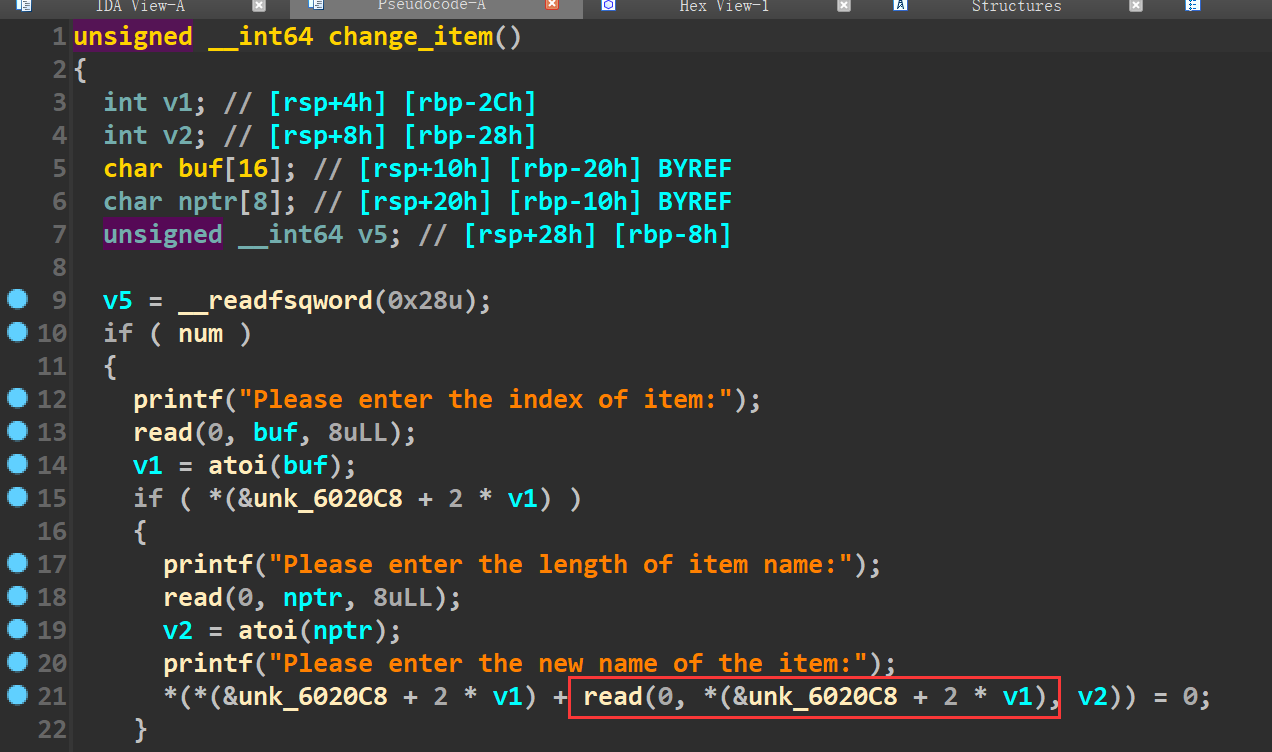 IDA View-A Pseudocode-A Hex View-1 Structures
1 unsigned __int64 change_item()
2 {
3 int v1; // [rsp+4h] [rbp-2Ch]
4 int v2; // [rsp+8h] [rbp-28h]
5 char buf[16]; // [rsp+10h] [rbp-20h] BYREF
6 char nptr[8]; // [rsp+20h] [rbp-10h] BYREF
7 unsigned __int64 v5; // [rsp+28h] [rbp-8h]
8
9 v5 = __readfsqword(0x28u);
10 if ( num )
11 {
12 printf("Please enter the index of item:");
13 read(0, buf, 8uLL);
14 v1 = atoi(buf);
15 if ( *(&unk_6020C8 + 2 * v1) )
16 {
17 printf("Please enter the length of item name:");
18 read(0, nptr, 8uLL);
19 v2 = atoi(nptr);
20 printf("Please enter the new name of the item:");
21 *(*(&unk_6020C8 + 2 * v1) + read(0, *(&unk_6020C8 + 2 * v1), v2)) = 0;
22 }